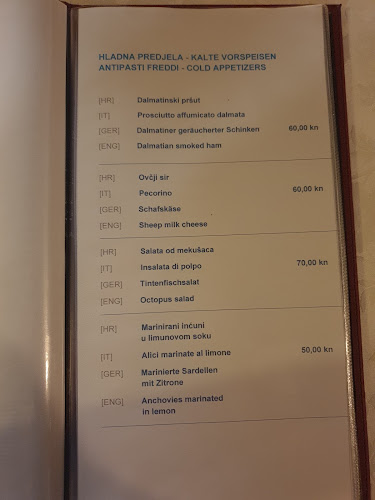 HLADNA PREDJELA - KALTE VORSPEISEN
ANTIPASTI FREDDI - COLD APPETIZERS
[HR] Dalmatinski pršut
[IT] Prosciutto affumicato dalmata
[GER] Dalmatiner geräucherter Schinken 60,00 kn
[ENG] Dalmatian smoked ham
[HR] Ovčji sir
[IT] Pecorino 60,00 kn
[GER] Schafskäse
[ENG] Sheep milk cheese
[HR] Salata od mekušaca
[IT] Insalata di polpo 70,00 kn
[GER] Tintenfischsalat
[ENG] Octopus salad
[HR] Marinirani inćuni
u limunovom soku
[IT] Alici marinate al limone 50,00 kn
[GER] Marinierte Sardellen
mit Zitrone
[ENG] Anchovies marinated
in lemon